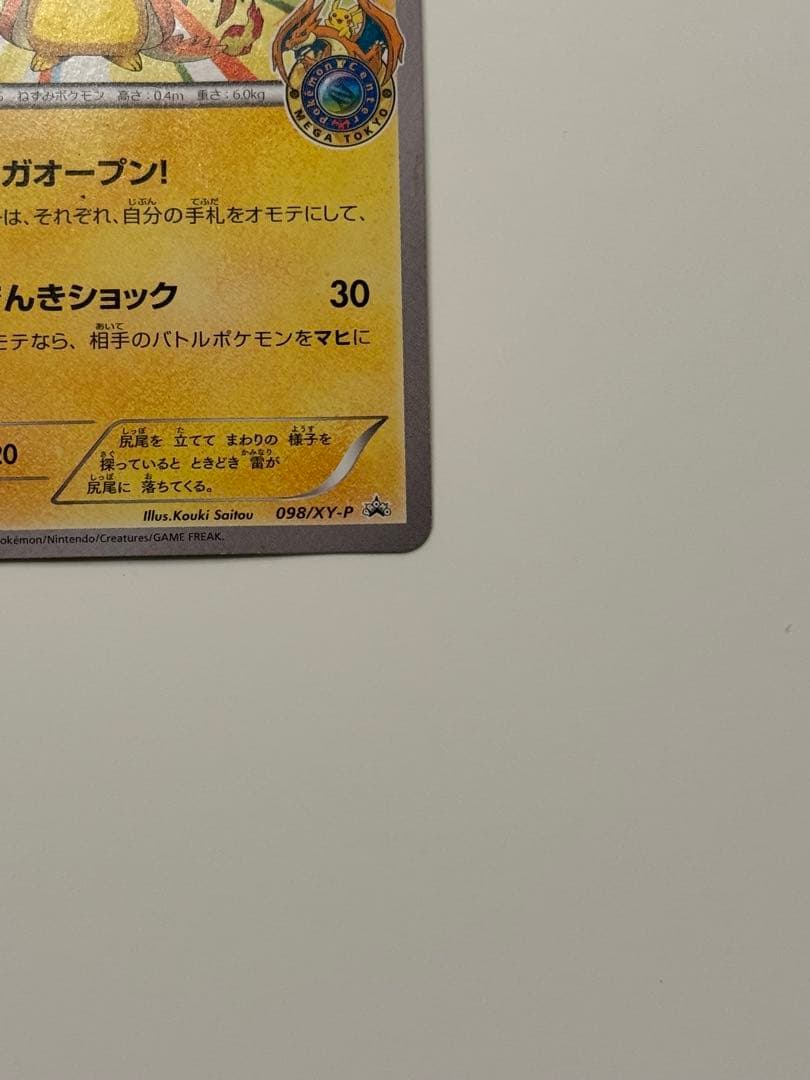 ねずみポケモン 高さ：0.4m 重さ：6.0kg
Pokémon Center
MEGA TOKYO
ガオープン！
は、それぞれ、自分の手札をオモテにして、
んきショック 30
モテなら、相手のバトルポケモンをマヒに
20
尻尾を 立てて まわりの 様子を
探っていると ときどき 雷が
尻尾に 落ちてくる。
Illus.Kouki Saitou 098/XY-P
okémon/Nintendo/Creatures/GAME FREAK.